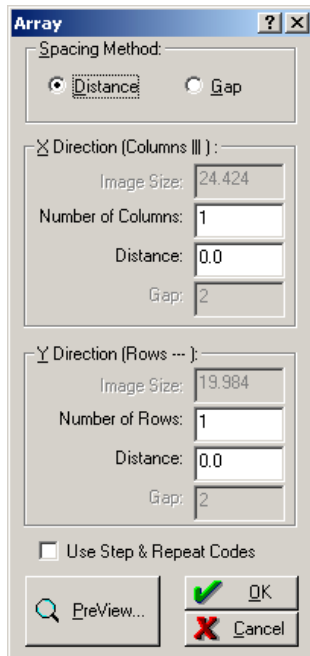 Array
Spacing Method:
Distance Gap
X Direction (Columns ||| ) :
Image Size: 24.424
Number of Columns: 1
Distance: 0.0
Gap: 2
Y Direction (Rows --- ):
Image Size: 19.984
Number of Rows: 1
Distance: 0.0
Gap: 2
Use Step & Repeat Codes
PreView... OK
Cancel